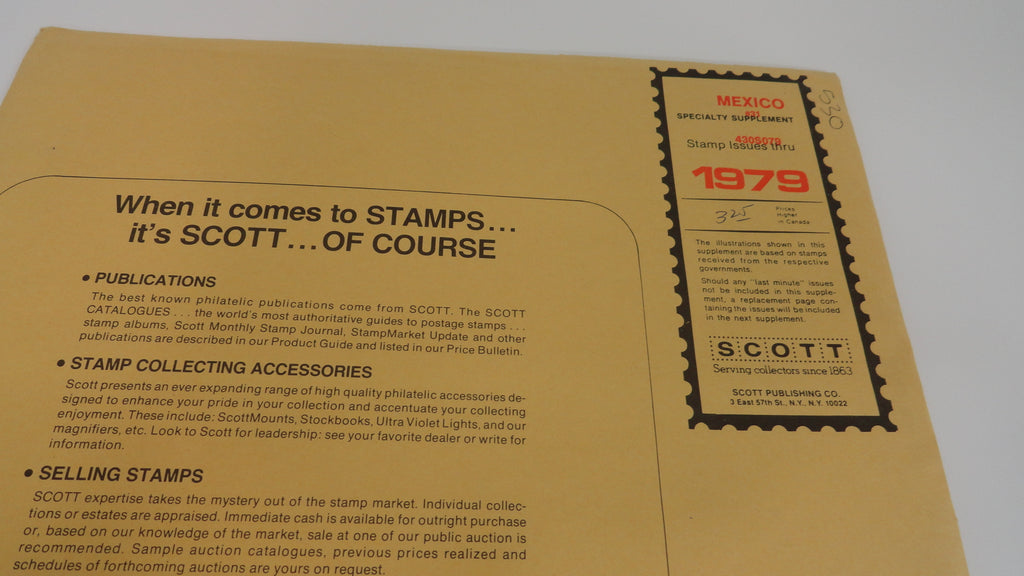 When it comes to STAMPS...
it's SCOTT...OF COURSE
• PUBLICATIONS
The best known philatelic publications come from SCOTT. The SCOTT
CATALOGUES . . . the world's most authoritative guides to postage stamps . . .
stamp albums, Scott Monthly Stamp Journal, StampMarket Update and other
publications are described in our Product Guide and listed in our Price Bulletin.
• STAMP COLLECTING ACCESSORIES
Scott presents an ever expanding range of high quality philatelic accessories de-
signed to enhance your pride in your collection and accentuate your collecting
enjoyment. These include: ScottMounts, Stockbooks, Ultra Violet Lights, and our
magnifiers, etc. Look to Scott for leadership: see your favorite dealer or write for
information.
• SELLING STAMPS
SCOTT expertise takes the mystery out of the stamp market. Individual collec-
tions or estates are appraised. Immediate cash is available for outright purchase
or, based on our knowledge of the market, sale at one of our public auction is
recommended. Sample auction catalogues, previous prices realized and
schedules of forthcoming auctions are yours on request.
MEXICO
#31
SPECIALTY SUPPLEMENT
430S079
Stamp Issues thru
1979
325
Prices
Higher
in Canada
The illustrations shown in this
supplement are based on stamps
received from the respective
governments.
Should any "last minute" issues
not be included in this supple-
ment, a replacement page con-
taining the issues will be included
in the next supplement.
SCOTT
Serving collectors since 1863
SCOTT PUBLISHING CO.
3 East 57th St., N.Y., N.Y. 10022
530